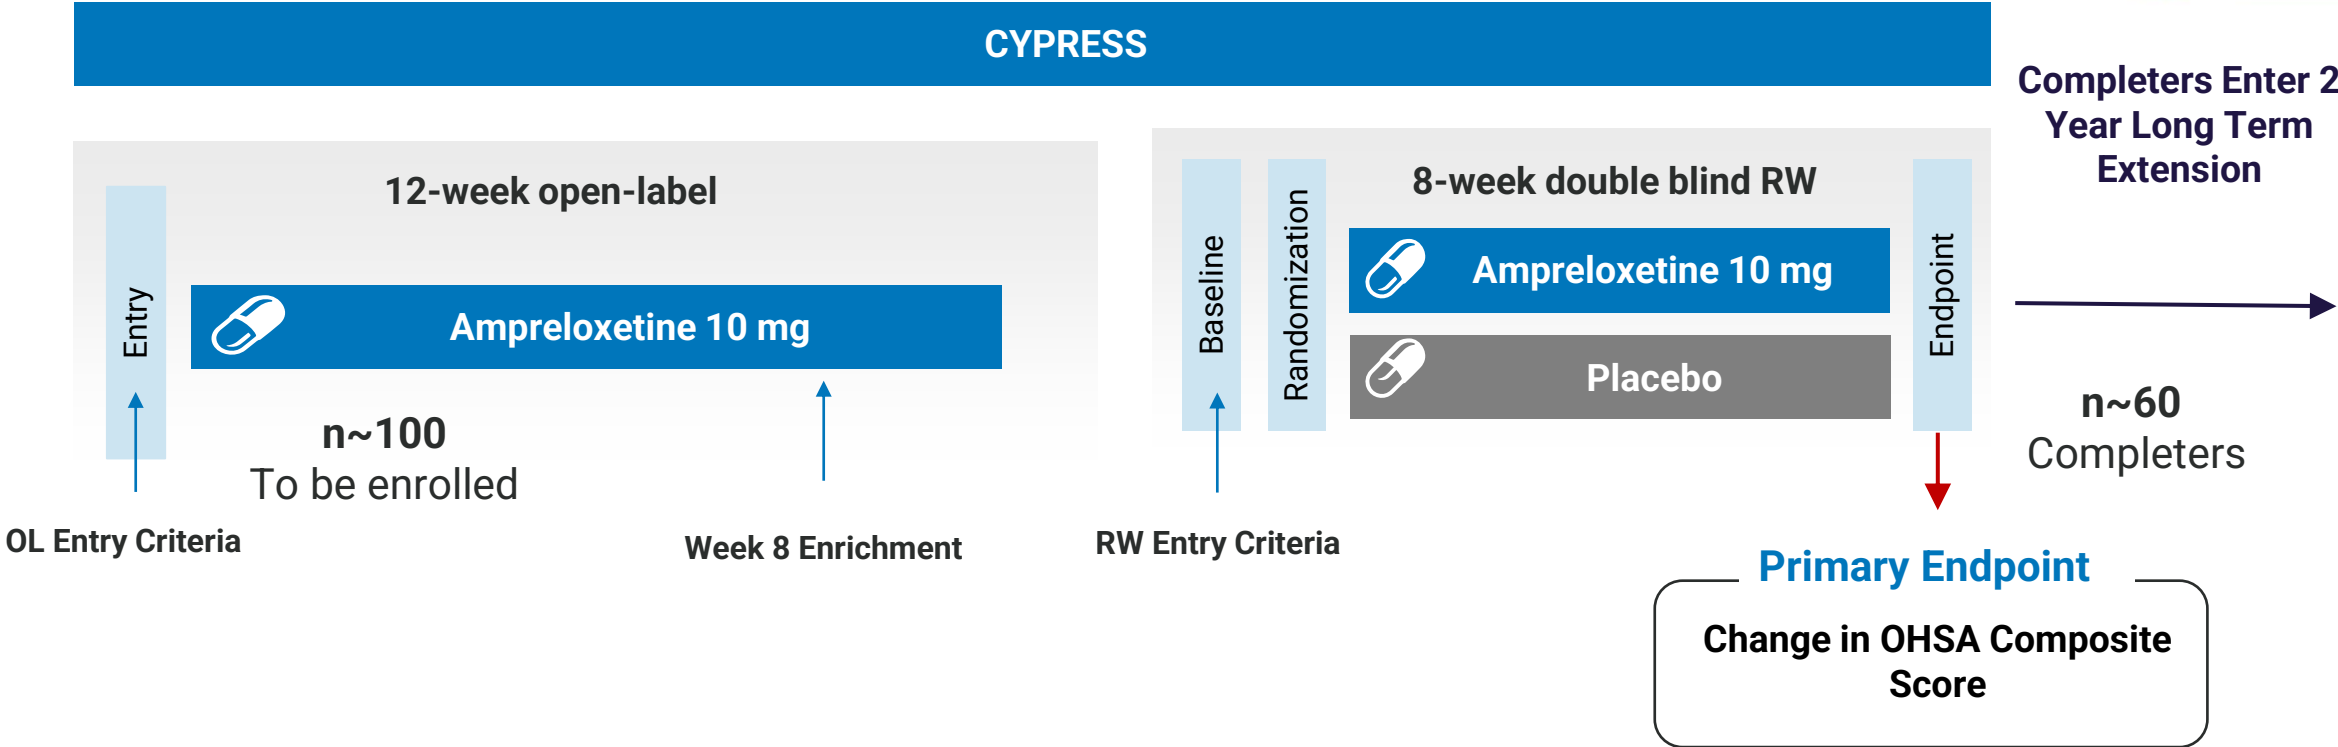 CYPRESS
12-week open-label
Entry
Ampreloxetine 10 mg
n~100
To be enrolled
OL Entry Criteria
Week 8 Enrichment
8-week double blind RW
Baseline
Randomization
Ampreloxetine 10 mg
Placebo
Endpoint
RW Entry Criteria
Primary Endpoint
Change in OHSA Composite
Score
Completers Enter 2
Year Long Term
Extension
n~60
Completers